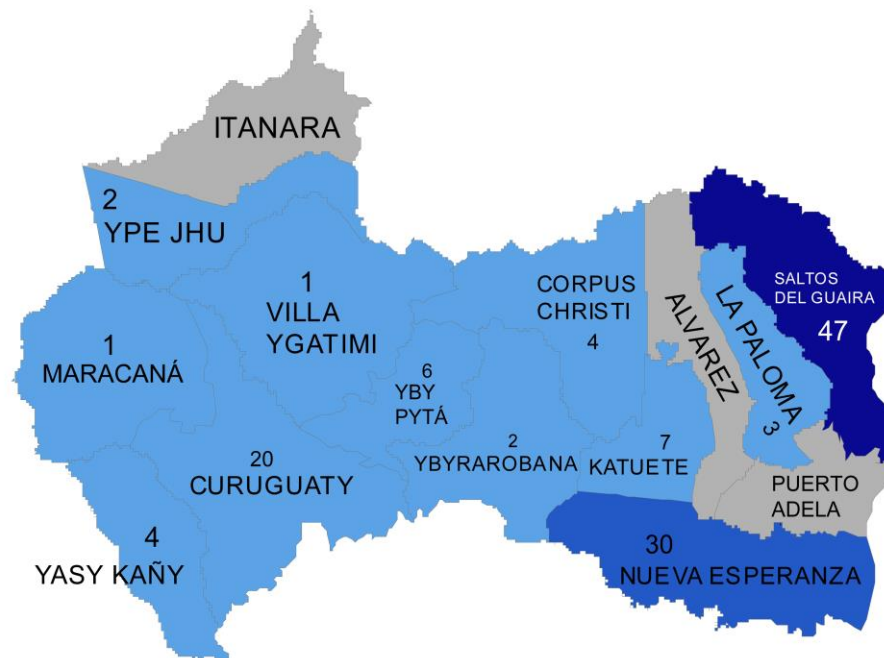 ITANARA
2
YPE JHU
1
VILLA
YGATIMI
CORPUS
CHRISTI
4
ALVAREZ
SALTOS
DEL GUAIRA
47
LA PALOMA
3
1
MARACANÁ
6
YBY
PYTÁ
20
CURUGUATY
2
YBYRAROBANA
7
KATUETE
PUERTO
ADELA
4
YASY KAÑY
30
NUEVA ESPERANZA